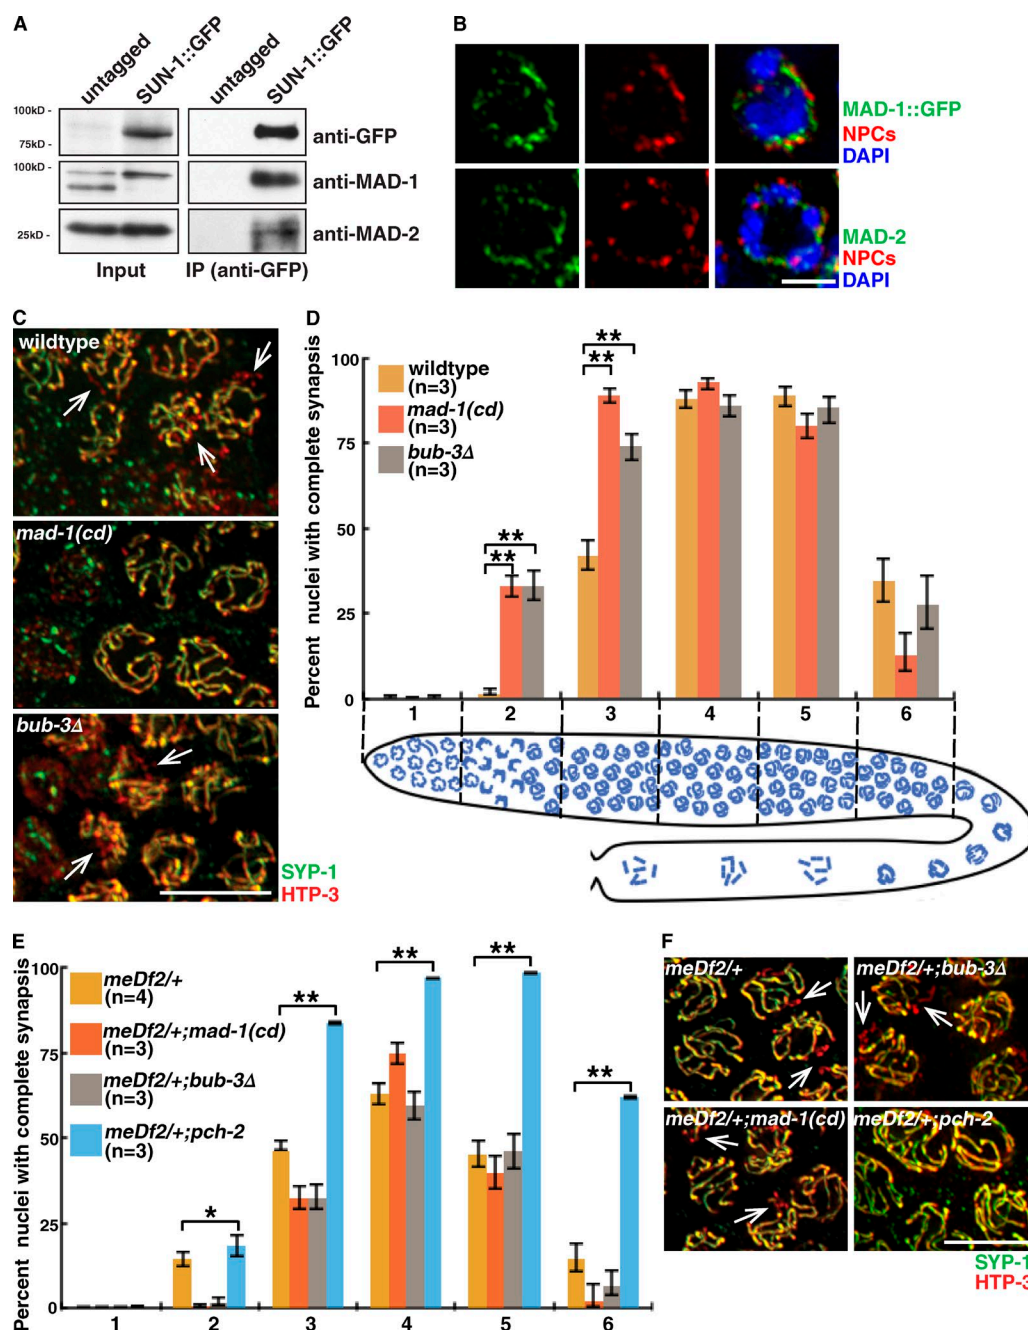 A
untagged
SUN-1::GFP
untagged
SUN-1::GFP
100kD -
75kD -
anti-GFP
100kD -
anti-MAD-1
25kD -
anti-MAD-2
Input
IP (anti-GFP)
B
MAD-1::GFP
NPCs
DAPI
MAD-2
NPCs
DAPI
C
wildtype
mad-1(cd)
bub-3Δ
SYP-1
HTP-3
D
Percent nuclei with complete synapsis
100
75
50
25
0
wildtype
(n=3)
mad-1(cd)
(n=3)
bub-3Δ
(n=3)
**
**
**
**
1 2 3 4 5 6
E
Percent nuclei with complete synapsis
100
75
50
25
0
meDf2/+
(n=4)
meDf2/+;mad-1(cd)
(n=3)
meDf2/+;bub-3Δ
(n=3)
meDf2/+;pch-2
(n=3)
*
**
**
**
**
1 2 3 4 5 6
F
meDf2/+
meDf2/+;bub-3Δ
meDf2/+;mad-1(cd)
meDf2/+;pch-2
SYP-1
HTP-3